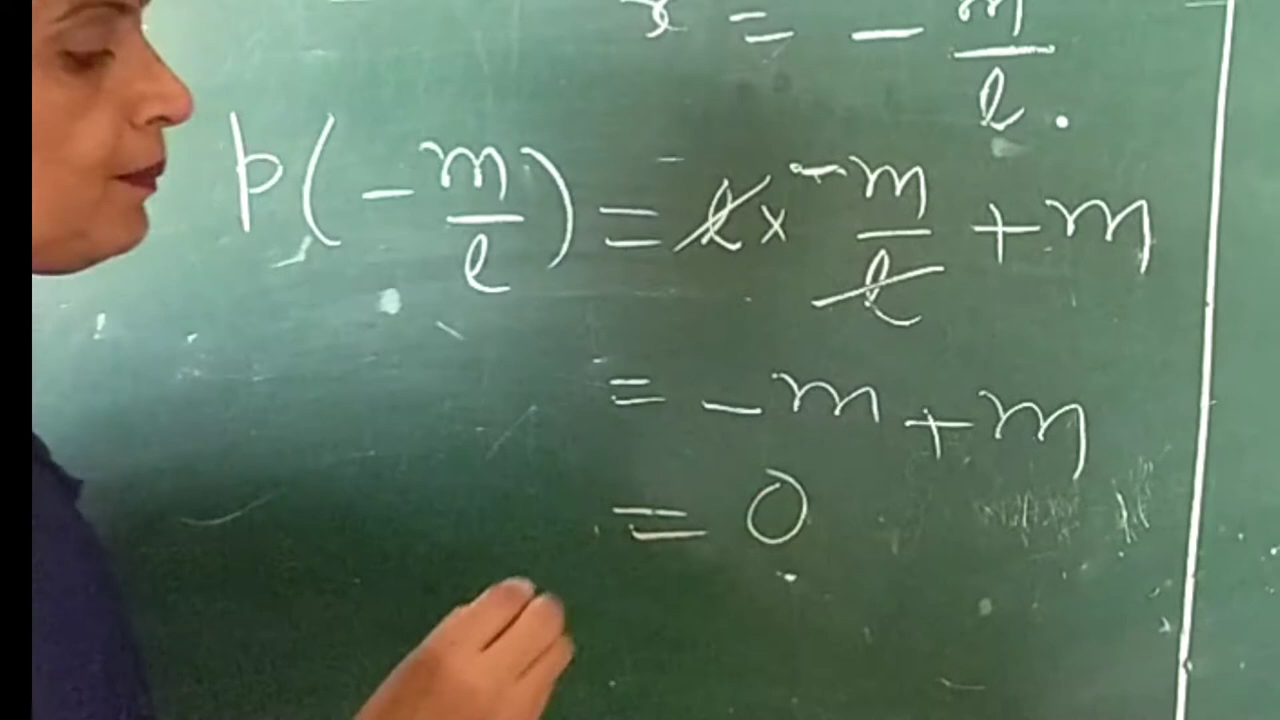 x = - m/l .
p(- m/l) = l × -m/l + m
= - m + m
= 0